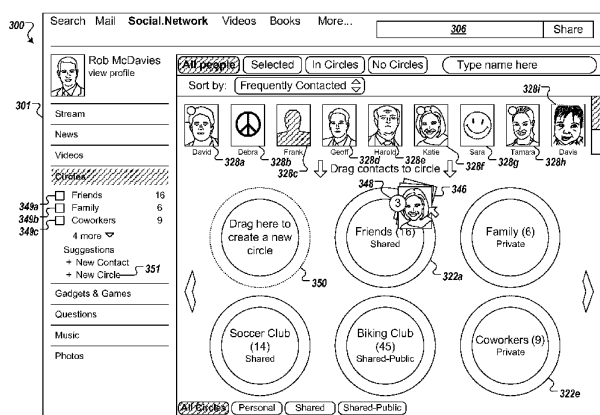 300
Search Mail Social.Network Videos Books More...
306
Share
301
Rob McDavies
view profile
Stream
News
Videos
Circles
349a Friends 16
349b Family 6
349c Coworkers 9
4 more
Suggestions
+ New Contact
+ New Circle 351
Gadgets & Games
Questions
Music
Photos
All people Selected In Circles No Circles Type name here
Sort by: Frequently Contacted
328i
David Debra Frank Geoff Harold Katie Sara Tamara Davis
328a 328b 328c 328d 328e 328f 328g 328h
Drag contacts to circle
348 3 346
Drag here to create a new circle
350
Friends (16)
Shared
322a
Family (6)
Private
Soccer Club
(14)
Shared
Biking Club
(45)
Shared-Public
Coworkers (9)
Private
322e
All Circles Personal Shared Shared-Public